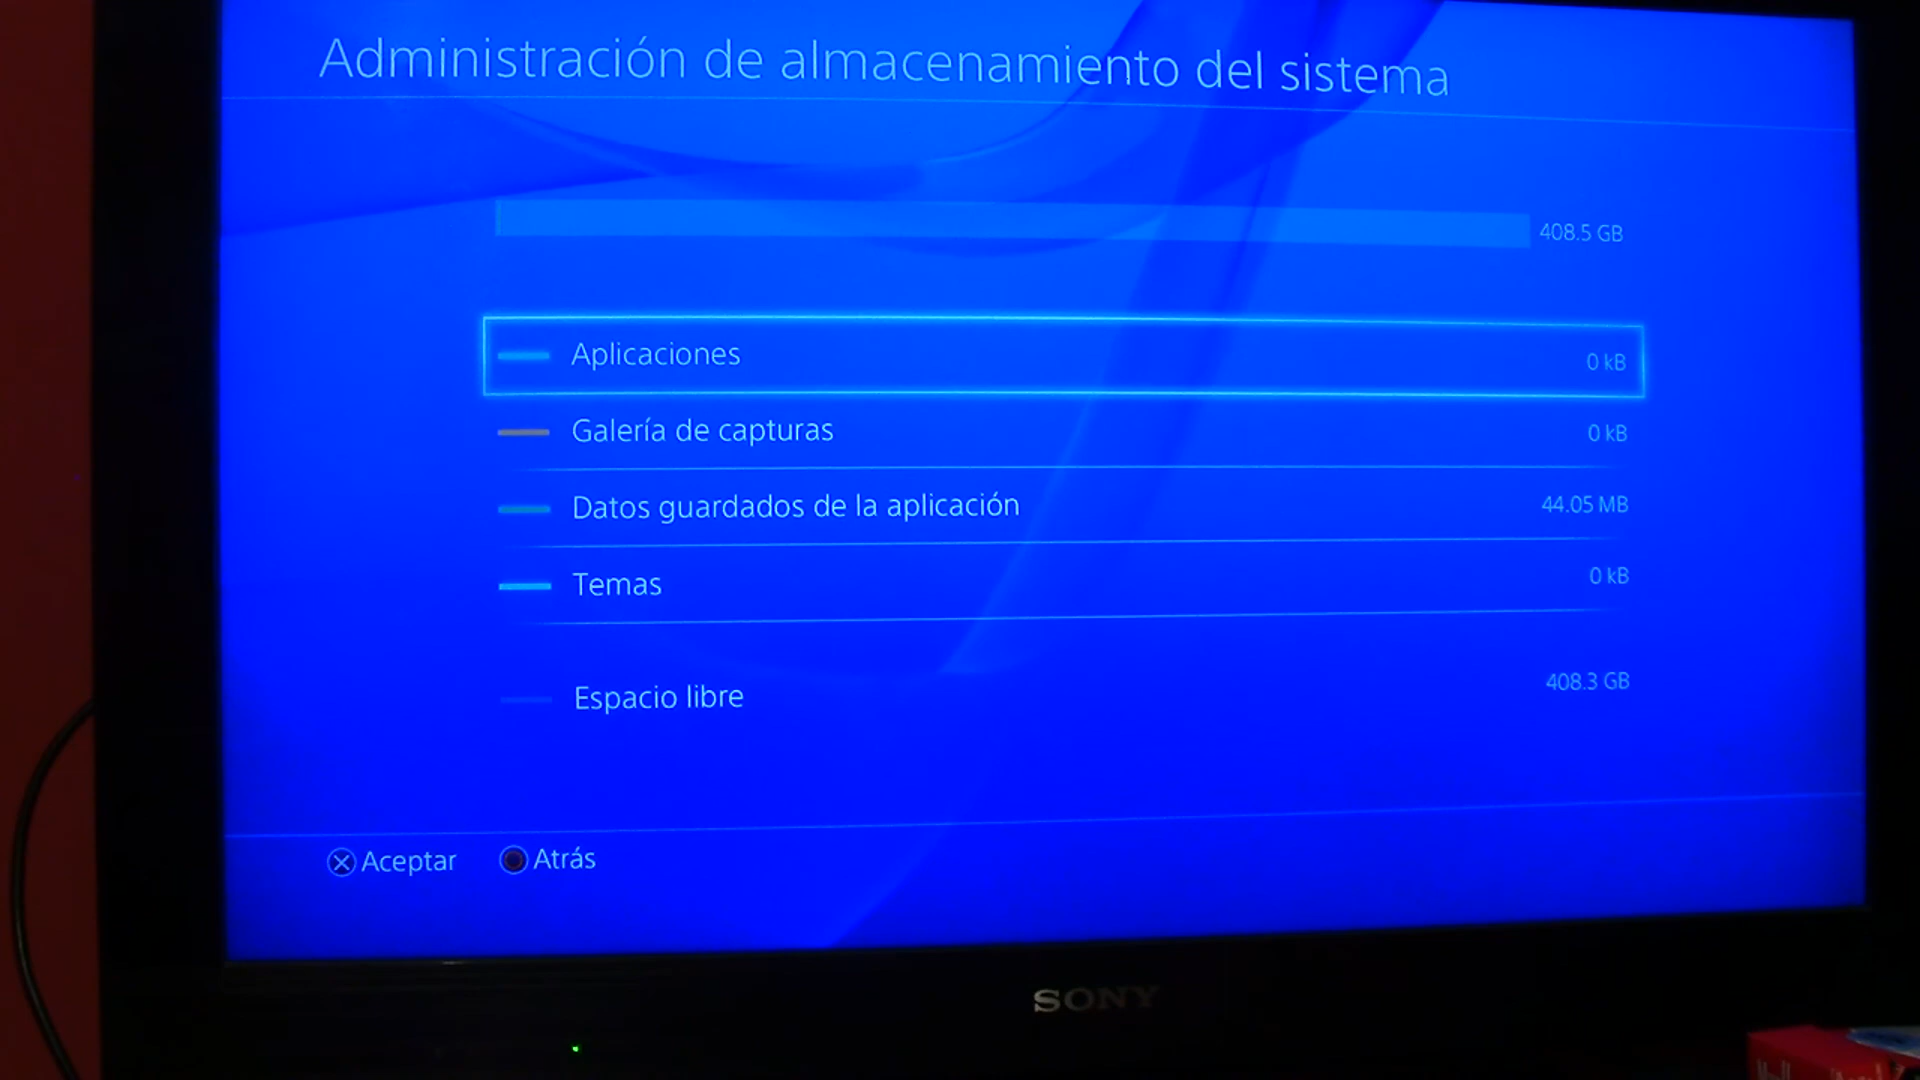 Administración de almacenamiento del sistema
408.5 GB
Aplicaciones 0 kB
Galería de capturas 0 kB
Datos guardados de la aplicación 44.05 MB
Temas 0 kB
Espacio libre 408.3 GB
Aceptar Atrás
SONY